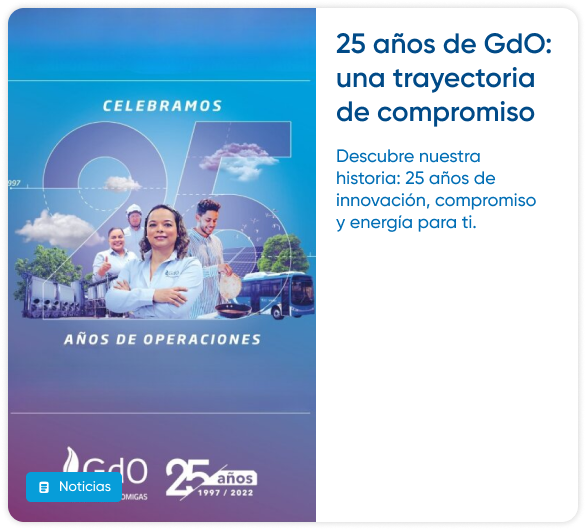 CELEBRAMOS
25
1997
AÑOS DE OPERACIONES
GdO
25 años
1997 / 2022
Noticias
25 años de GdO:
una trayectoria
de compromiso
Descubre nuestra
historia: 25 años de
innovación, compromiso
y energía para ti.